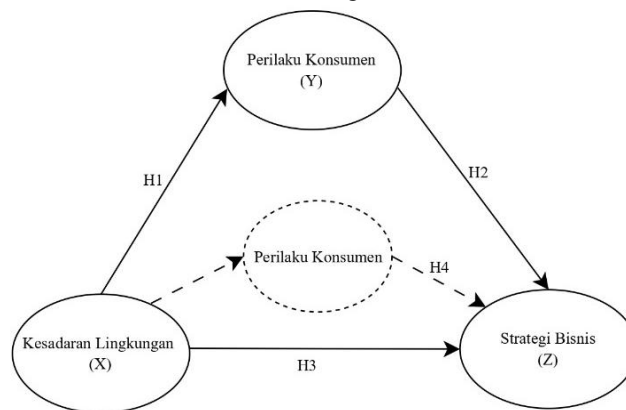 Perilaku Konsumen
(Y)
H1
H2
Perilaku Konsumen
H4
Kesadaran Lingkungan
(X)
H3
Strategi Bisnis
(Z)